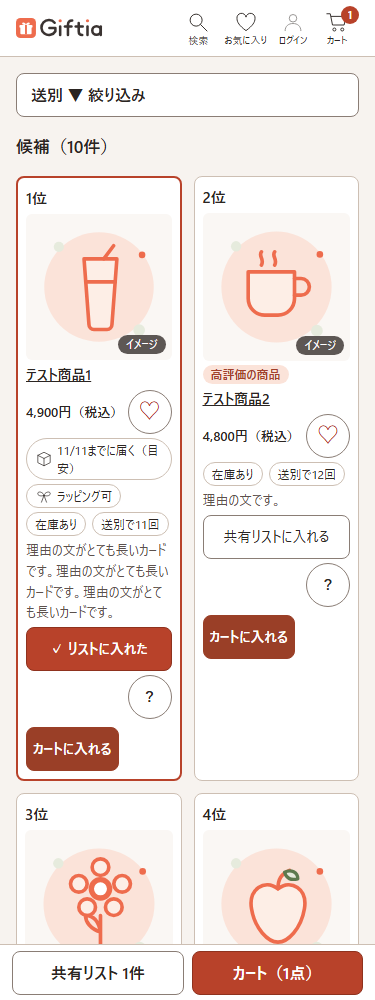 Giftia
検索
お気に入り
ログイン
カート
1
送別 ▼ 絞り込み
候補（10件）
1位
イメージ
テスト商品1
4,900円（税込）
11/11までに届く（目
安）
ラッピング可
在庫あり
送別で11回
理由の文がとても長いカード
です。理由の文がとても長い
カードです。理由の文がとて
も長いカードです。
✓ リストに入れた
?
カートに入れる
2位
イメージ
高評価の商品
テスト商品2
4,800円（税込）
在庫あり
送別で12回
理由の文です。
共有リストに入れる
?
カートに入れる
3位
4位
共有リスト 1件
カート（1点）